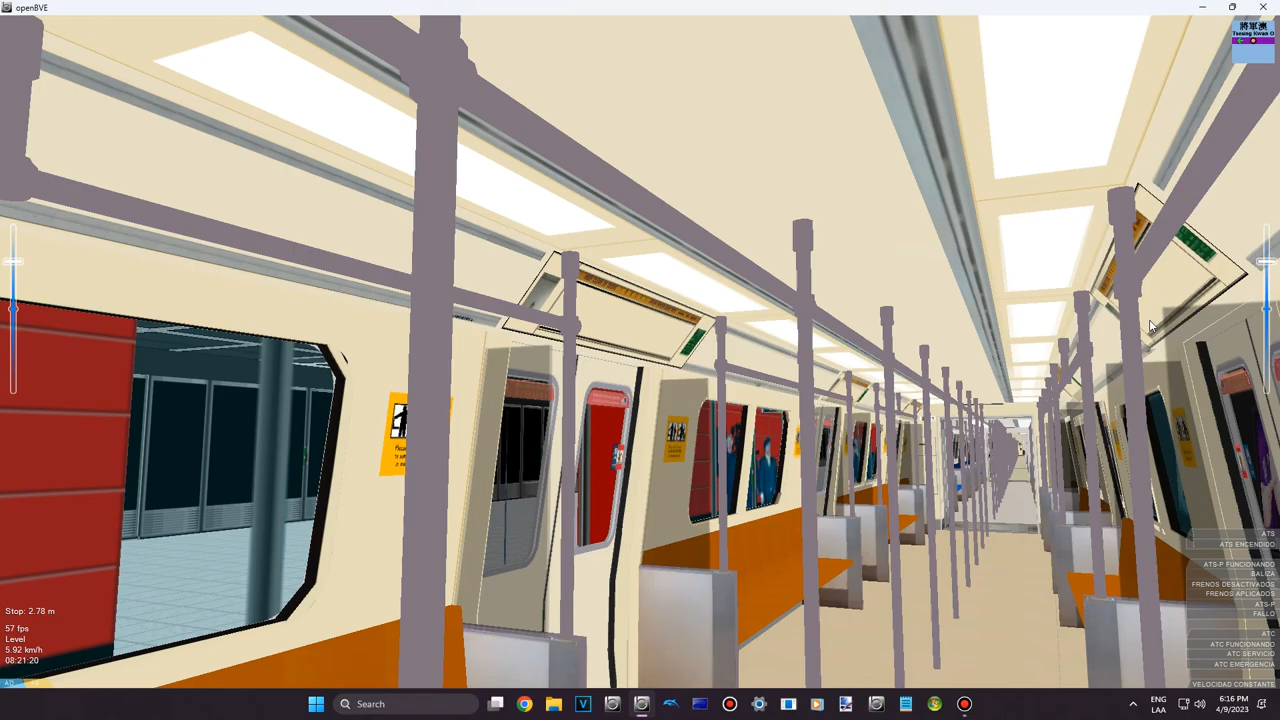 openBVE
將軍澳
Tseung Kwan O
Stop: 2.78 m
57 fps
Level
5.92 km/h
08:21:20
ATS
ATS ENCENDIDO
ATS-P FUNCIONANDO
BALIZA
FRENOS DESACTIVADOS
FRENOS APLICADOS
ATS-P
FALLO
ATC
ATC FUNCIONANDO
ATC SERVICIO
ATC EMERGENCIA
VELOCIDAD CONSTANTE
Search
ENG
LAA
6:16 PM
4/9/2023